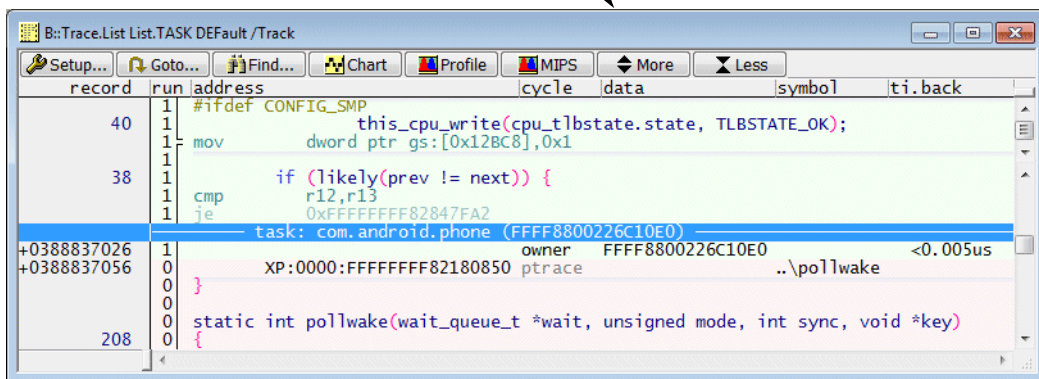 B::Trace.List List.TASK DEFault /Track
Setup... Goto... Find... Chart Profile MIPS More Less
record run address cycle data symbol ti.back
1 #ifdef CONFIG_SMP
40 1 this_cpu_write(cpu_tlbstate.state, TLBSTATE_OK);
1 mov dword ptr gs:[0x12BC8],0x1
1
38 1 if (likely(prev != next)) {
1 cmp r12,r13
1 je 0xFFFFFFFF82847FA2
task: com.android.phone (FFFF8800226C10E0)
+0388837026 1 owner FFFF8800226C10E0 <0.005us
+0388837056 0 XP:0000:FFFFFFFF82180850 ptrace ..\pollwake
0 }
0
0 static int pollwake(wait_queue_t *wait, unsigned mode, int sync, void *key)
208 0 {